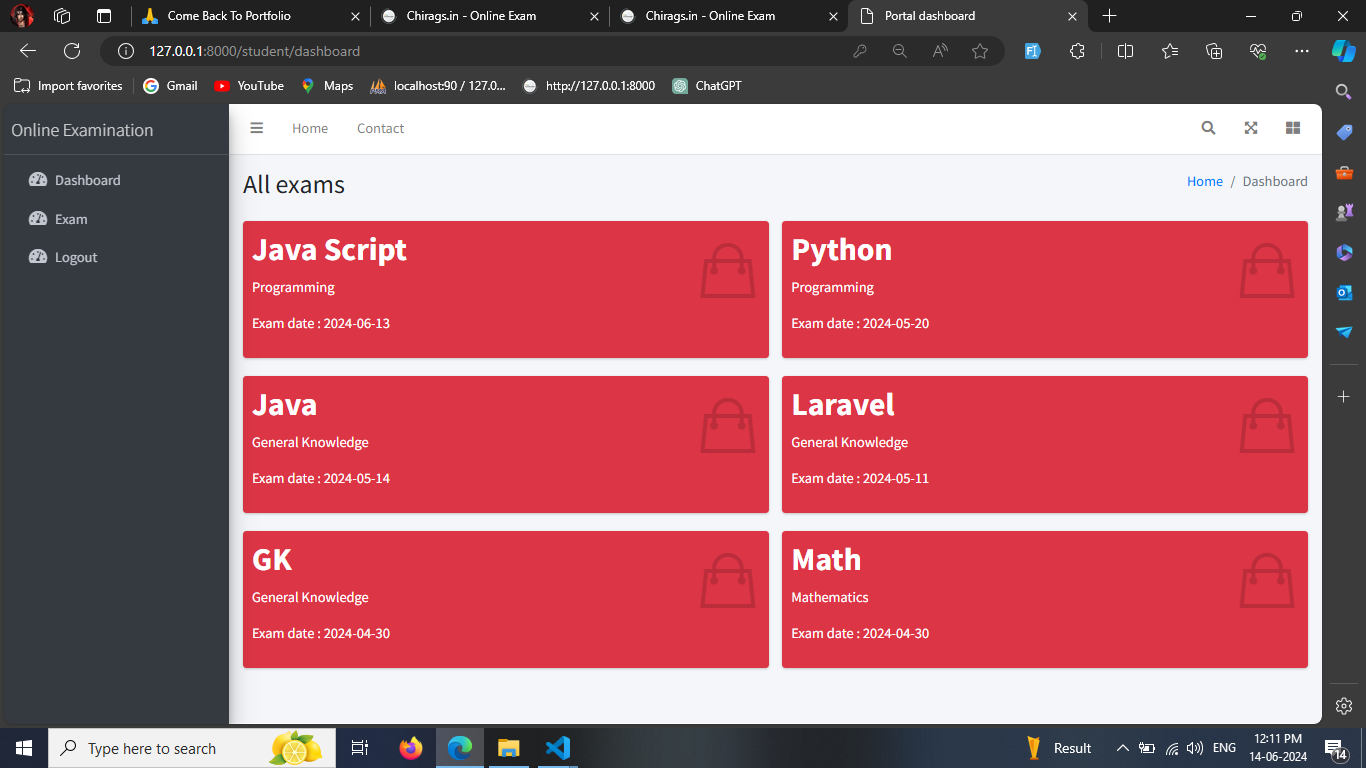 Come Back To Portfolio
Chirags.in - Online Exam
Chirags.in - Online Exam
Portal dashboard
127.0.0.1:8000/student/dashboard
Import favorites
Gmail
YouTube
Maps
localhost:90 / 127.0...
http://127.0.0.1:8000
ChatGPT
Online Examination
Home
Contact
Dashboard
Exam
Logout
All exams
Home / Dashboard
Java Script
Programming
Exam date : 2024-06-13
Python
Programming
Exam date : 2024-05-20
Java
General Knowledge
Exam date : 2024-05-14
Laravel
General Knowledge
Exam date : 2024-05-11
GK
General Knowledge
Exam date : 2024-04-30
Math
Mathematics
Exam date : 2024-04-30
Type here to search
Result
ENG
12:11 PM
14-06-2024
14